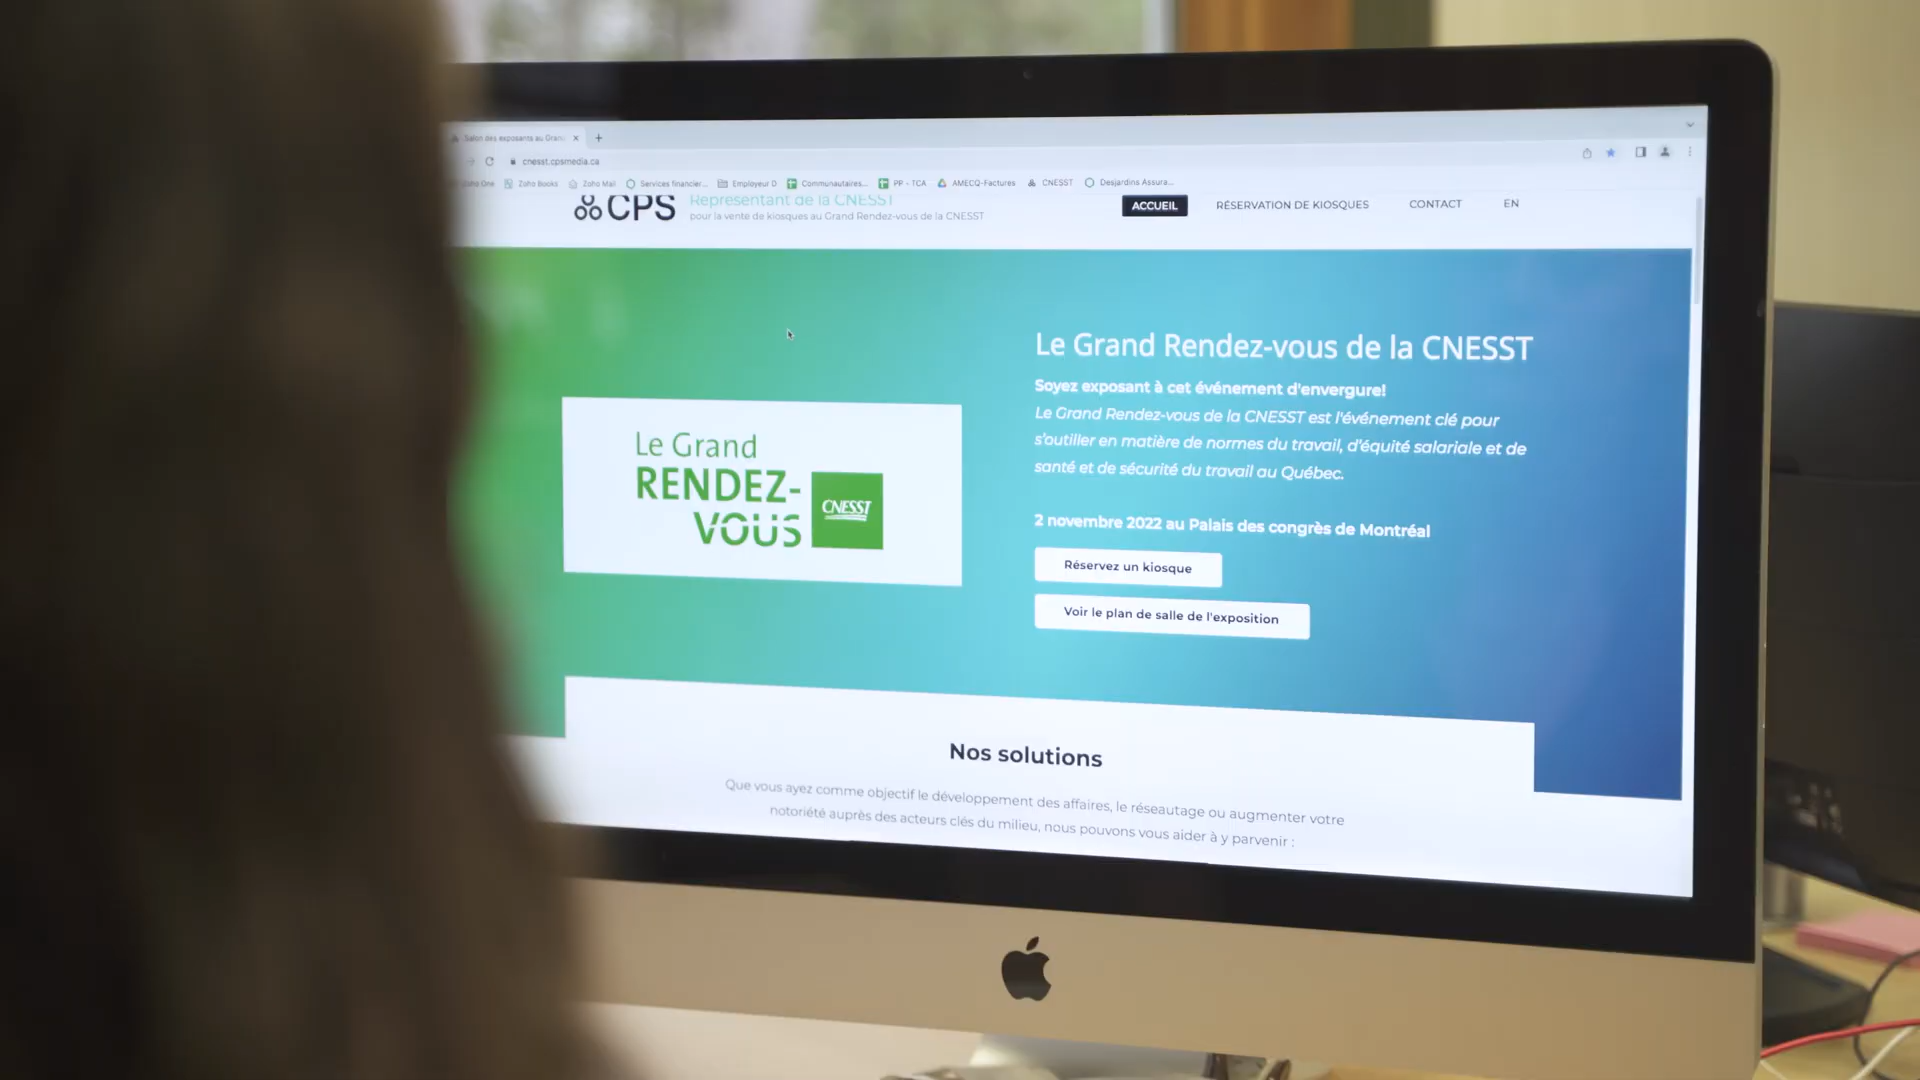 Salon des exposants au Gran
cnesst.cpsmedia.ca
Zoho One Zoho Books Zoho Mail Services financier... Employeur D Communautaires... PP - TCA AMECQ-Factures CNESST Desjardins Assura...
CPS
Représentant de la CNESST
pour la vente de kiosques au Grand Rendez-vous de la CNESST
ACCUEIL RÉSERVATION DE KIOSQUES CONTACT EN
Le Grand
RENDEZ-
VOUS
CNESST
Le Grand Rendez-vous de la CNESST
Soyez exposant à cet événement d'envergure!
Le Grand Rendez-vous de la CNESST est l'événement clé pour
s'outiller en matière de normes du travail, d'équité salariale et de
santé et de sécurité du travail au Québec.
2 novembre 2022 au Palais des congrès de Montréal
Réservez un kiosque
Voir le plan de salle de l'exposition
Nos solutions
Que vous ayez comme objectif le développement des affaires, le réseautage ou augmenter votre
notoriété auprès des acteurs clés du milieu, nous pouvons vous aider à y parvenir :